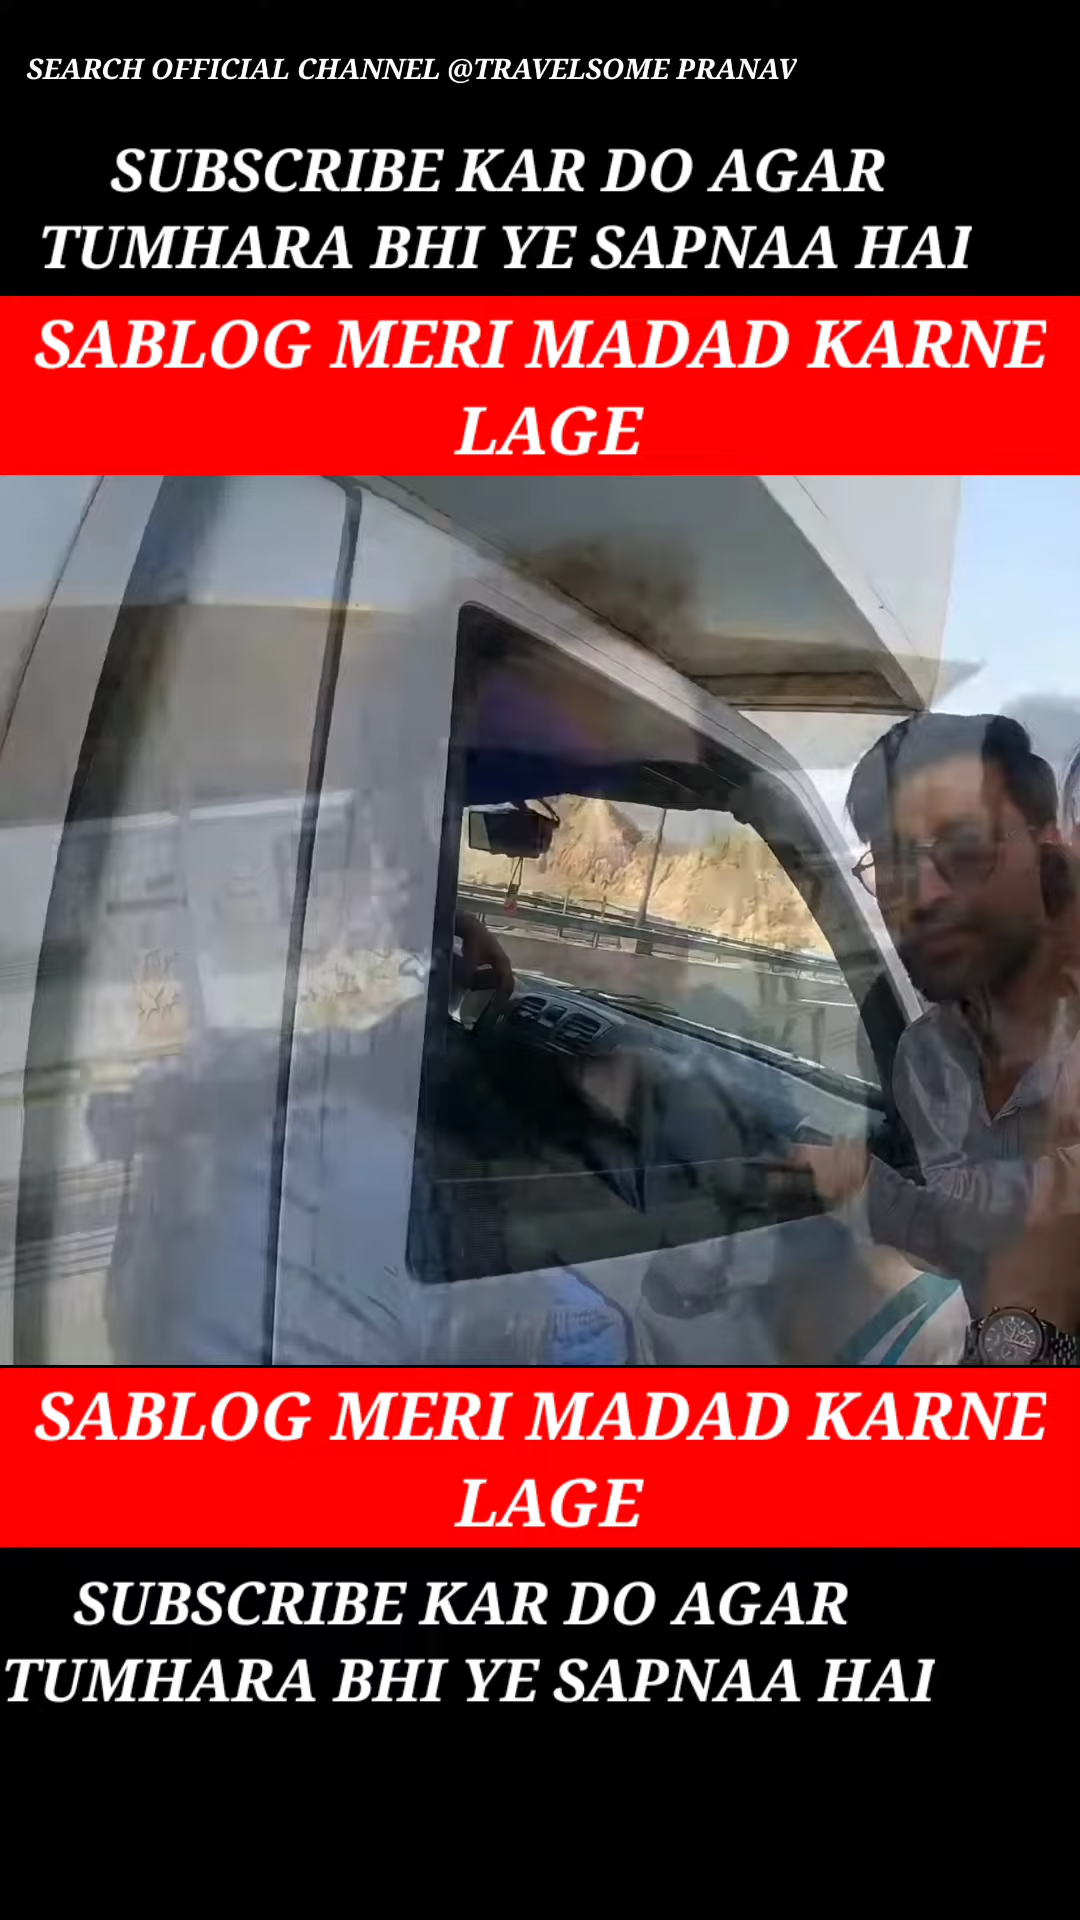 SEARCH OFFICIAL CHANNEL @TRAVELSOME PRANAV
SUBSCRIBE KAR DO AGAR
TUMHARA BHI YE SAPNAA HAI
SABLOG MERI MADAD KARNE
LAGE
SABLOG MERI MADAD KARNE
LAGE
SUBSCRIBE KAR DO AGAR
TUMHARA BHI YE SAPNAA HAI